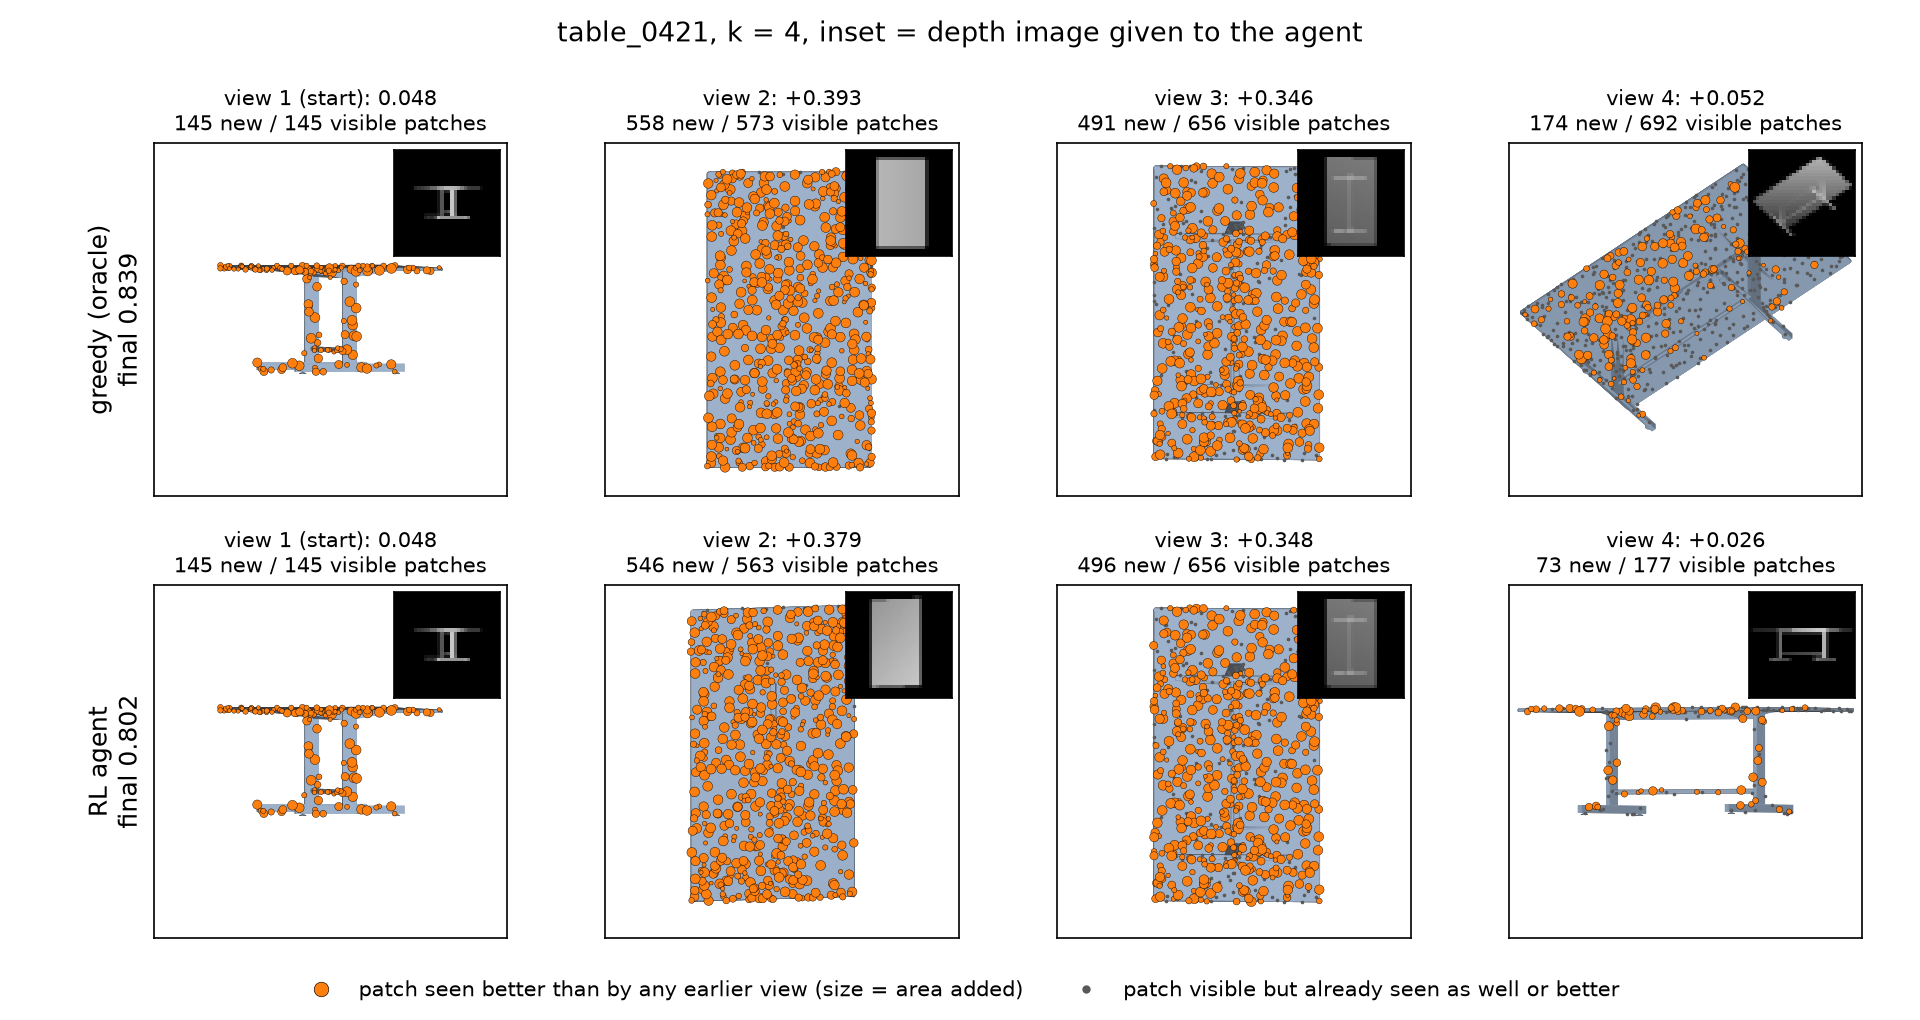 table_0421, k = 4, inset = depth image given to the agent
greedy (oracle)
final 0.839
view 1 (start): 0.048
145 new / 145 visible patches
view 2: +0.393
558 new / 573 visible patches
view 3: +0.346
491 new / 656 visible patches
view 4: +0.052
174 new / 692 visible patches
RL agent
final 0.802
view 1 (start): 0.048
145 new / 145 visible patches
view 2: +0.379
546 new / 563 visible patches
view 3: +0.348
496 new / 656 visible patches
view 4: +0.026
73 new / 177 visible patches
patch seen better than by any earlier view (size = area added)
patch visible but already seen as well or better